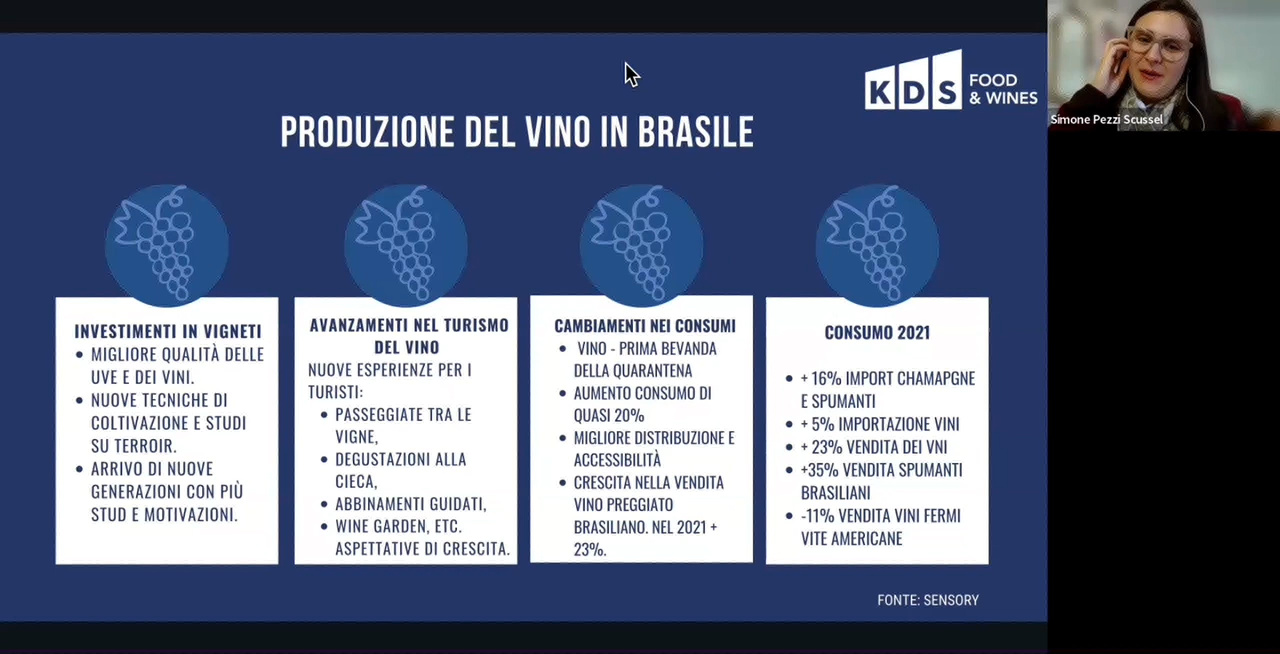 KDS FOOD
& WINES
Simone Pezzi Scussel
PRODUZIONE DEL VINO IN BRASILE
INVESTIMENTI IN VIGNETI
• MIGLIORE QUALITÀ DELLE
UVE E DEI VINI.
• NUOVE TECNICHE DI
COLTIVAZIONE E STUDI
SU TERROIR.
• ARRIVO DI NUOVE
GENERAZIONI CON PIÙ
STUD E MOTIVAZIONI.
AVANZAMENTI NEL TURISMO
DEL VINO
NUOVE ESPERIENZE PER I
TURISTI:
• PASSEGGIATE TRA LE
VIGNE,
• DEGUSTAZIONI ALLA
CIECA,
• ABBINAMENTI GUIDATI,
• WINE GARDEN, ETC.
ASPETTATIVE DI CRESCITA.
CAMBIAMENTI NEI CONSUMI
• VINO - PRIMA BEVANDA
DELLA QUARANTENA
• AUMENTO CONSUMO DI
QUASI 20%
• MIGLIORE DISTRIBUZIONE E
ACCESSIBILITÀ
• CRESCITA NELLA VENDITA
VINO PREGGIATO
BRASILIANO. NEL 2021 +
23%.
CONSUMO 2021
• + 16% IMPORT CHAMAPGNE
E SPUMANTI
• + 5% IMPORTAZIONE VINI
• + 23% VENDITA DEI VNI
• +35% VENDITA SPUMANTI
BRASILIANI
• -11% VENDITA VINI FERMI
VITE AMERICANE
FONTE: SENSORY